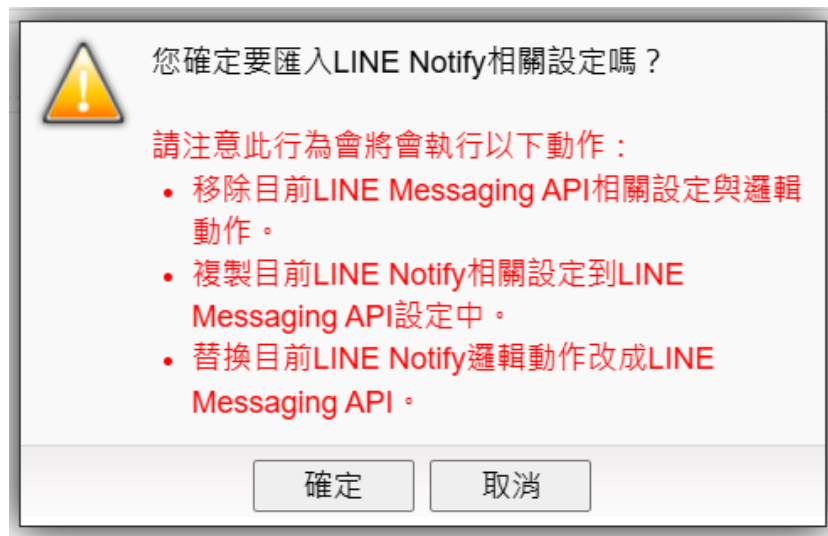 您確定要匯入LINE Notify相關設定嗎？
請注意此行為會將會執行以下動作：
• 移除目前LINE Messaging API相關設定與邏輯
動作。
• 複製目前LINE Notify相關設定到LINE
Messaging API設定中。
• 替換目前LINE Notify邏輯動作改成LINE
Messaging API。
確定
取消